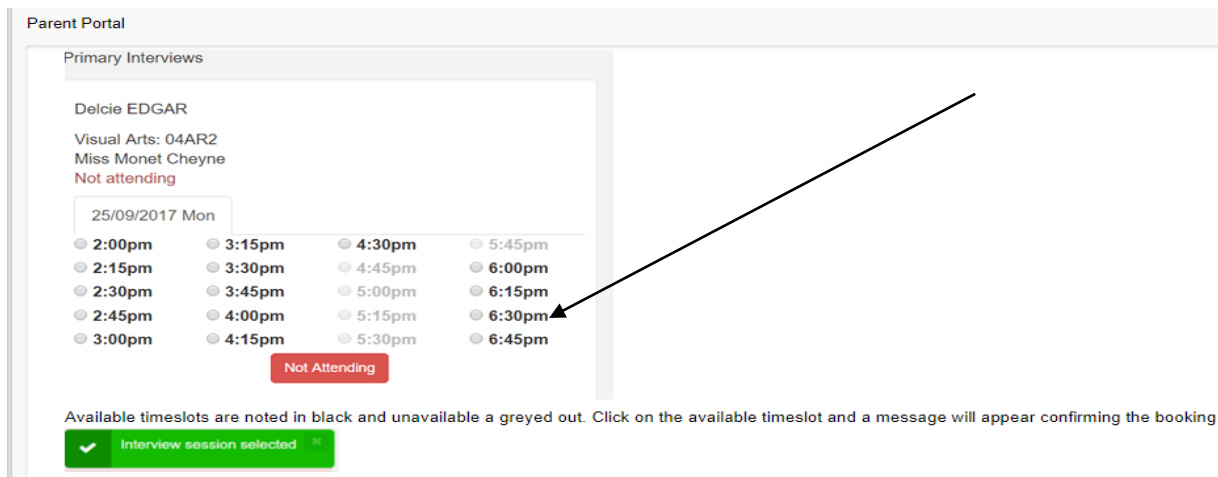 Parent Portal
Primary Interviews
Delcie EDGAR
Visual Arts: 04AR2
Miss Monet Cheyne
Not attending
25/09/2017 Mon
2:00pm 3:15pm 4:30pm 5:45pm
2:15pm 3:30pm 4:45pm 6:00pm
2:30pm 3:45pm 5:00pm 6:15pm
2:45pm 4:00pm 5:15pm 6:30pm
3:00pm 4:15pm 5:30pm 6:45pm
Not Attending
Available timeslots are noted in black and unavailable a greyed out. Click on the available timeslot and a message will appear confirming the booking
Interview session selected